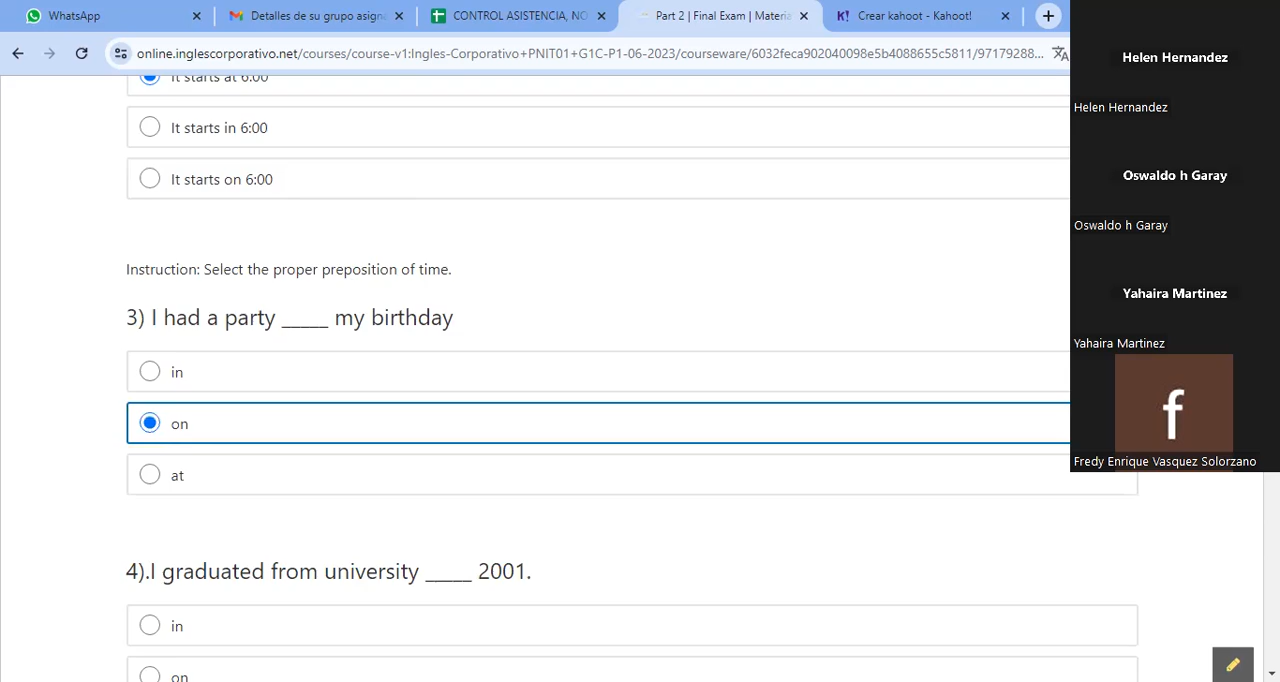 WhatsApp
Detalles de su grupo asigna
CONTROL ASISTENCIA, NO
Part 2 | Final Exam | Materia
K! Crear kahoot - Kahoot!
online.inglescorporativo.net/courses/course-v1:Ingles-Corporativo+PNIT01+G1C-P1-06-2023/courseware/6032feca902040098e5b4088655c5811/97179288...
It starts at 6:00
It starts in 6:00
It starts on 6:00
Instruction: Select the proper preposition of time.
3) I had a party _____ my birthday
in
on
at
4).I graduated from university _____ 2001.
in
on
Helen Hernandez
Helen Hernandez
Oswaldo h Garay
Oswaldo h Garay
Yahaira Martinez
Yahaira Martinez
f
Fredy Enrique Vasquez Solorzano